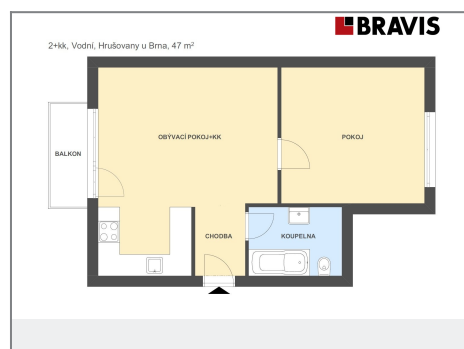 BRAVIS
2+kk, Vodní, Hrušovany u Brna, 47 m²
OBÝVACÍ POKOJ+KK
POKOJ
BALKON
CHODBA
KOUPELNA